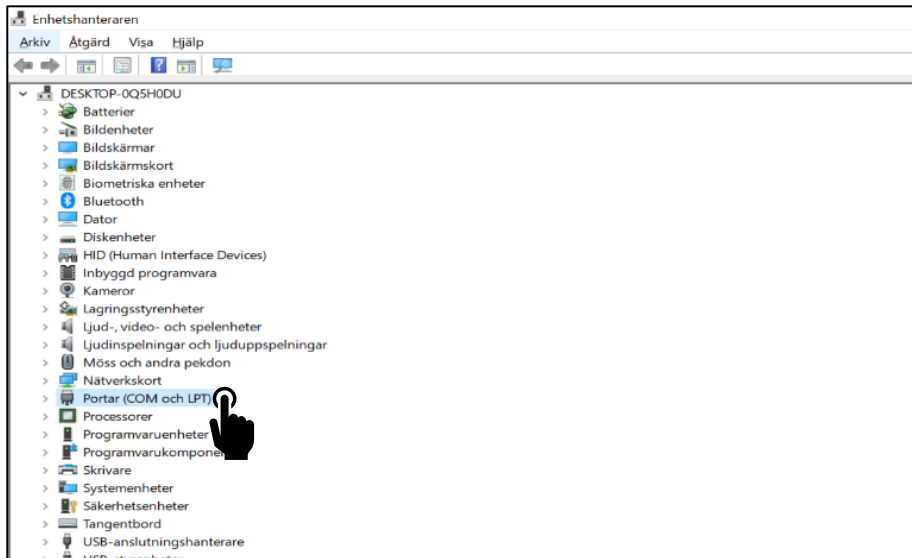 Enhetshanteraren
Arkiv Åtgärd Visa Hjälp
DESKTOP-0Q5H0DU
Batterier
Bildenheter
Bildskärmar
Bildskärmskort
Biometriska enheter
Bluetooth
Dator
Diskenheter
HID (Human Interface Devices)
Inbyggd programvara
Kameror
Lagringsstyrenheter
Ljud-, video- och spelenheter
Ljudinspelningar och ljuduppspelningar
Möss och andra pekdon
Nätverkskort
Portar (COM och LPT)
Processorer
Programvaruenheter
Skrivare
Systemenheter
Säkerhetsenheter
Tangentbord
USB-anslutningshanterare